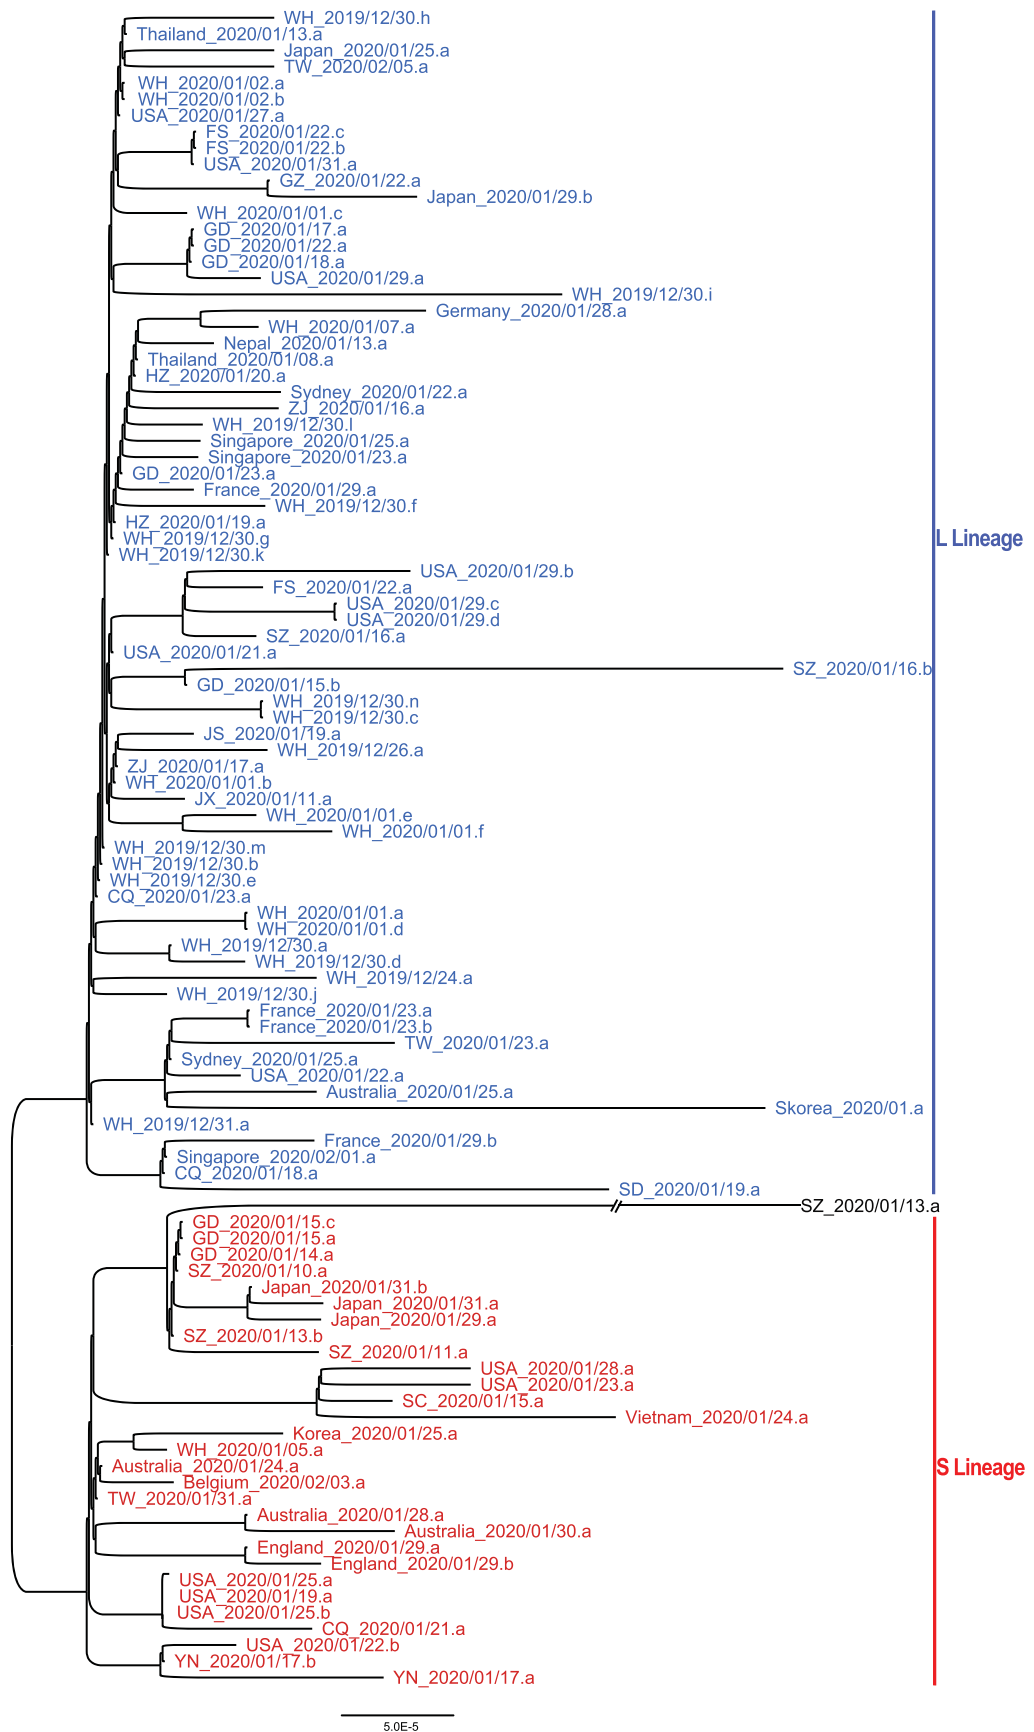 WH_2019/12/30.h
Thailand_2020/01/13.a
Japan_2020/01/25.a
TW_2020/02/05.a
WH_2020/01/02.a
WH_2020/01/02.b
USA_2020/01/27.a
FS_2020/01/22.c
FS_2020/01/22.b
USA_2020/01/31.a
GZ_2020/01/22.a
Japan_2020/01/29.b
WH_2020/01/01.c
GD_2020/01/17.a
GD_2020/01/22.a
GD_2020/01/18.a
USA_2020/01/29.a
WH_2019/12/30.i
Germany_2020/01/28.a
WH_2020/01/07.a
Nepal_2020/01/13.a
Thailand_2020/01/08.a
HZ_2020/01/20.a
Sydney_2020/01/22.a
ZJ_2020/01/16.a
WH_2019/12/30.l
Singapore_2020/01/25.a
Singapore_2020/01/23.a
GD_2020/01/23.a
France_2020/01/29.a
WH_2019/12/30.f
HZ_2020/01/19.a
WH_2019/12/30.g
L Lineage
WH_2019/12/30.k
USA_2020/01/29.b
FS_2020/01/22.a
USA_2020/01/29.c
USA_2020/01/29.d
SZ_2020/01/16.a
USA_2020/01/21.a
SZ_2020/01/16.b
GD_2020/01/15.b
WH_2019/12/30.n
WH_2019/12/30.c
JS_2020/01/19.a
WH_2019/12/26.a
ZJ_2020/01/17.a
WH_2020/01/01.b
JX_2020/01/11.a
WH_2020/01/01.e
WH_2020/01/01.f
WH_2019/12/30.m
WH_2019/12/30.b
WH_2019/12/30.e
CQ_2020/01/23.a
WH_2020/01/01.a
WH_2020/01/01.d
WH_2019/12/30.a
WH_2019/12/30.d
WH_2019/12/24.a
WH_2019/12/30.j
France_2020/01/23.a
France_2020/01/23.b
TW_2020/01/23.a
Sydney_2020/01/25.a
USA_2020/01/22.a
Australia_2020/01/25.a
Skorea_2020/01.a
WH_2019/12/31.a
France_2020/01/29.b
Singapore_2020/02/01.a
CQ_2020/01/18.a
SD_2020/01/19.a
SZ_2020/01/13.a
GD_2020/01/15.c
GD_2020/01/15.a
GD_2020/01/14.a
SZ_2020/01/10.a
Japan_2020/01/31.b
Japan_2020/01/31.a
Japan_2020/01/29.a
SZ_2020/01/13.b
SZ_2020/01/11.a
USA_2020/01/28.a
USA_2020/01/23.a
SC_2020/01/15.a
Vietnam_2020/01/24.a
Korea_2020/01/25.a
WH_2020/01/05.a
Australia_2020/01/24.a
S Lineage
Belgium_2020/02/03.a
TW_2020/01/31.a
Australia_2020/01/28.a
Australia_2020/01/30.a
England_2020/01/29.a
England_2020/01/29.b
USA_2020/01/25.a
USA_2020/01/19.a
USA_2020/01/25.b
CQ_2020/01/21.a
USA_2020/01/22.b
YN_2020/01/17.b
YN_2020/01/17.a
5.0E-5